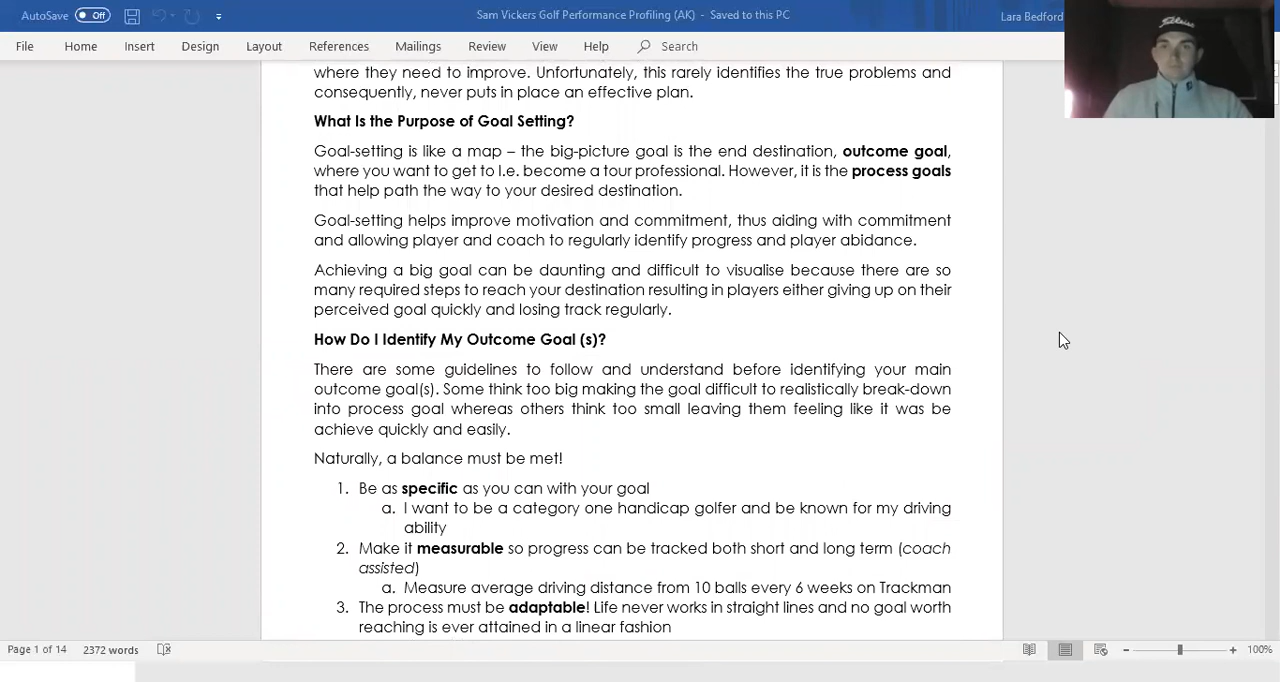 AutoSave Off Sam Vickers Golf Performance Profiling (AK) - Saved to this PC Lara Bedford
File Home Insert Design Layout References Mailings Review View Help Search
Titleist
where they need to improve. Unfortunately, this rarely identifies the true problems and
consequently, never puts in place an effective plan.
What Is the Purpose of Goal Setting?
Goal-setting is like a map – the big-picture goal is the end destination, outcome goal,
where you want to get to I.e. become a tour professional. However, it is the process goals
that help path the way to your desired destination.
Goal-setting helps improve motivation and commitment, thus aiding with commitment
and allowing player and coach to regularly identify progress and player abidance.
Achieving a big goal can be daunting and difficult to visualise because there are so
many required steps to reach your destination resulting in players either giving up on their
perceived goal quickly and losing track regularly.
How Do I Identify My Outcome Goal (s)?
There are some guidelines to follow and understand before identifying your main
outcome goal(s). Some think too big making the goal difficult to realistically break-down
into process goal whereas others think too small leaving them feeling like it was be
achieve quickly and easily.
Naturally, a balance must be met!
1. Be as specific as you can with your goal
a. I want to be a category one handicap golfer and be known for my driving
ability
2. Make it measurable so progress can be tracked both short and long term (coach
assisted)
a. Measure average driving distance from 10 balls every 6 weeks on Trackman
3. The process must be adaptable! Life never works in straight lines and no goal worth
reaching is ever attained in a linear fashion
Page 1 of 14 2372 words 100%